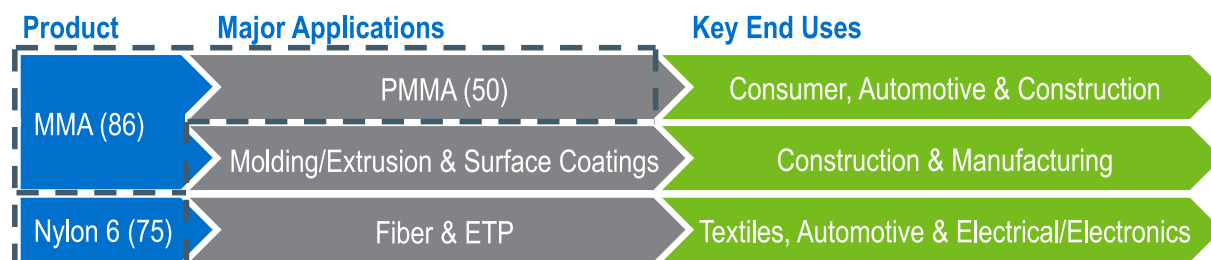 Product Major Applications Key End Uses
MMA (86)
PMMA (50) Consumer, Automotive & Construction
Molding/Extrusion & Surface Coatings Construction & Manufacturing
Nylon 6 (75) Fiber & ETP Textiles, Automotive & Electrical/Electronics